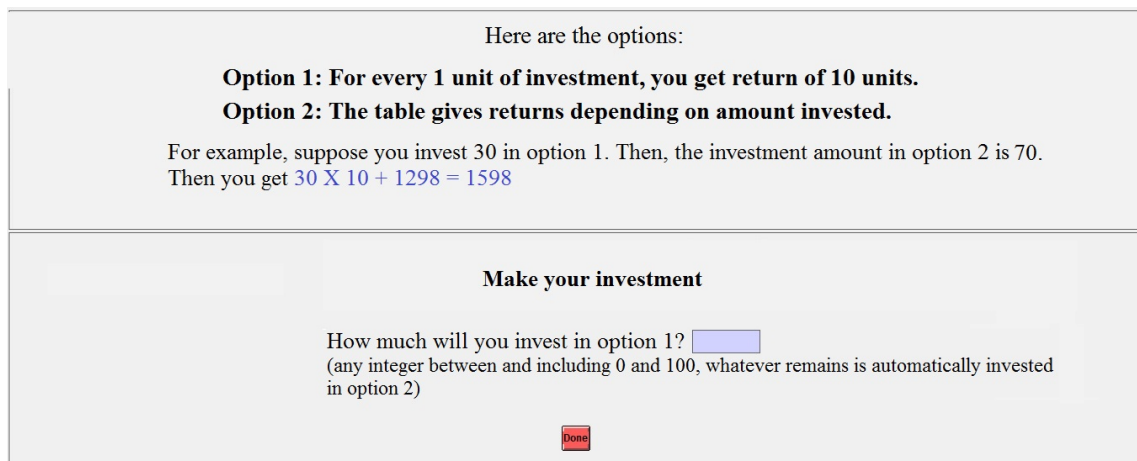 Here are the options:
Option 1: For every 1 unit of investment, you get return of 10 units.
Option 2: The table gives returns depending on amount invested.
For example, suppose you invest 30 in option 1. Then, the investment amount in option 2 is 70.
Then you get 30 X 10 + 1298 = 1598
Make your investment
How much will you invest in option 1?
(any integer between and including 0 and 100, whatever remains is automatically invested
in option 2)
Done